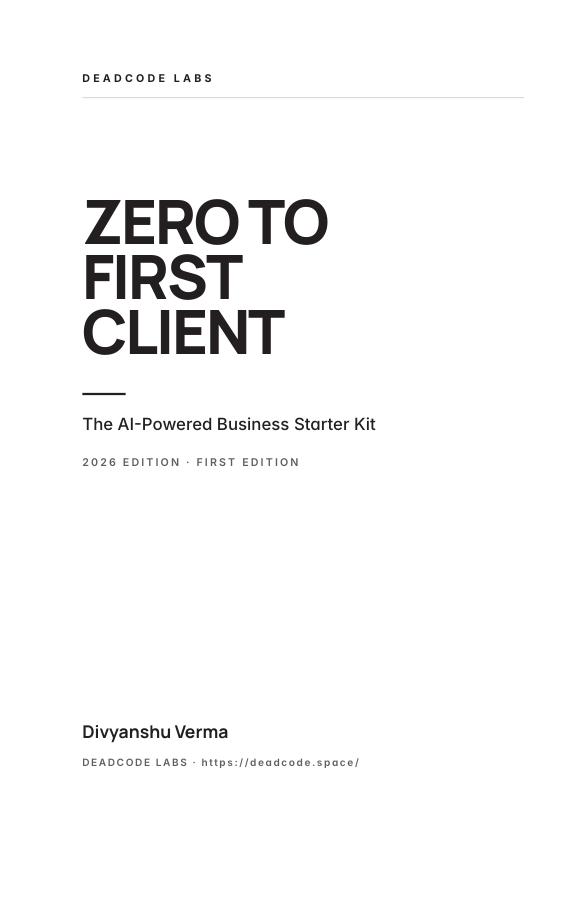 DEADCODE LABS
ZERO TO
FIRST
CLIENT
The AI-Powered Business Starter Kit
2026 EDITION · FIRST EDITION
Divyanshu Verma
DEADCODE LABS · https://deadcode.space/